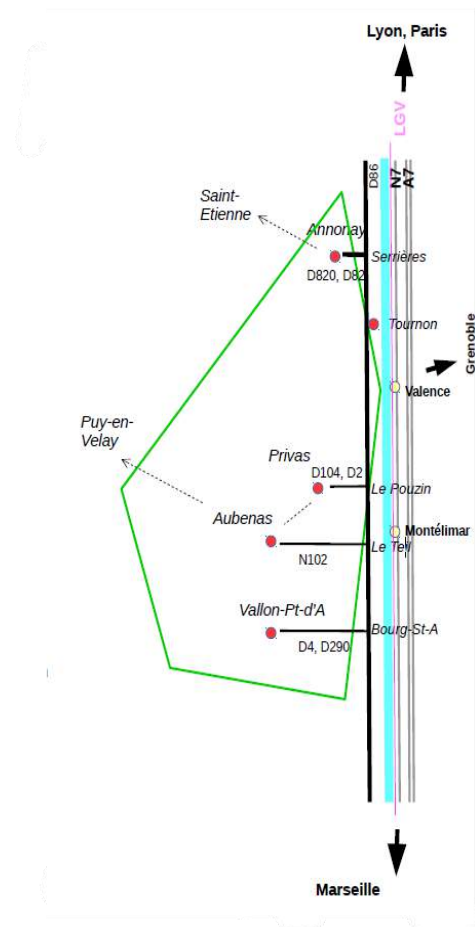 Lyon, Paris
LGV
D86
N7
A7
Saint-
Etienne
Annonay
Serrières
D820, D82
Tournon
Grenoble
Valence
Puy-en-
Velay
Privas
D104, D2
Le Pouzin
Aubenas
Montélimar
Le Teil
N102
Vallon-Pt-d'A
Bourg-St-A
D4, D290
Marseille